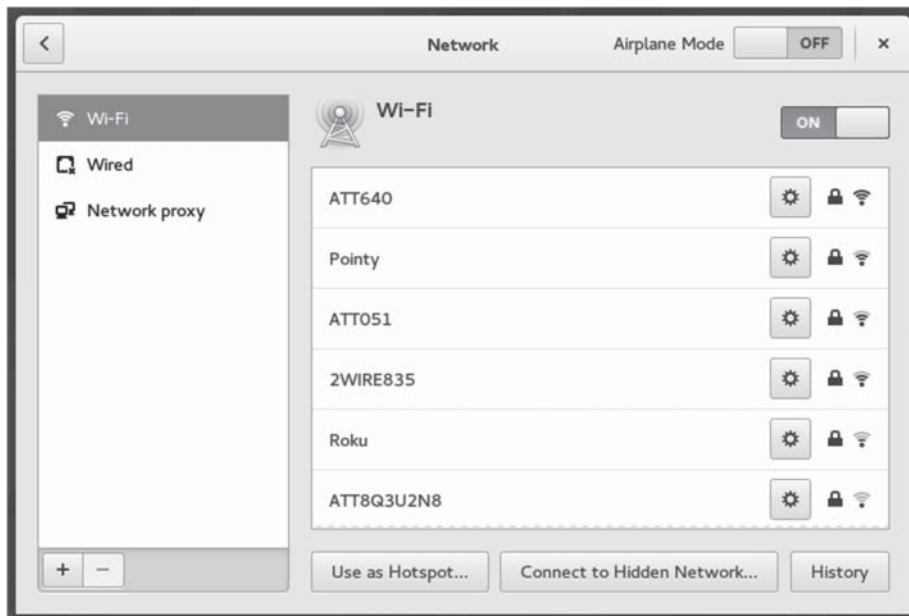 Network
Airplane Mode OFF
Wi-Fi
Wired
Network proxy
Wi-Fi
ON
ATT640
Pointy
ATT051
2WIRE835
Roku
ATT8Q3U2N8
Use as Hotspot...
Connect to Hidden Network...
History